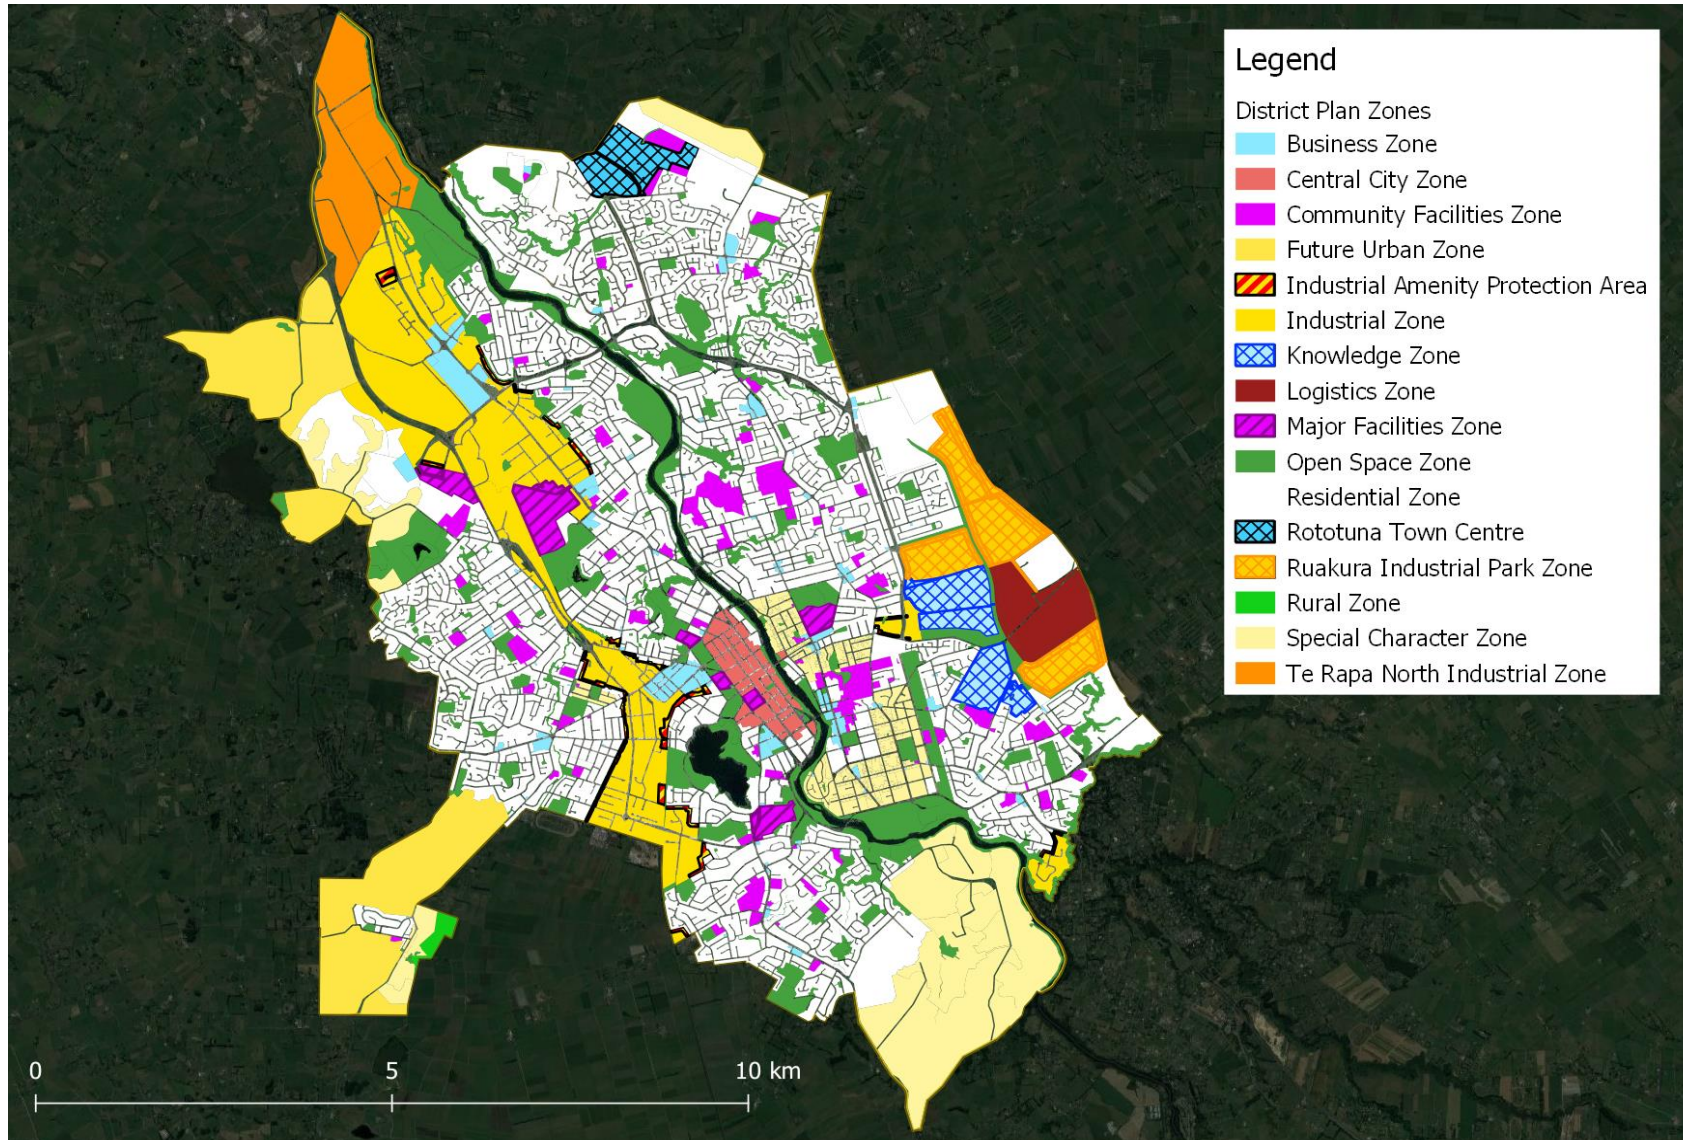 Legend
District Plan Zones
Business Zone
Central City Zone
Community Facilities Zone
Future Urban Zone
Industrial Amenity Protection Area
Industrial Zone
Knowledge Zone
Logistics Zone
Major Facilities Zone
Open Space Zone
Residential Zone
Rototuna Town Centre
Ruakura Industrial Park Zone
Rural Zone
Special Character Zone
Te Rapa North Industrial Zone
0 5 10 km